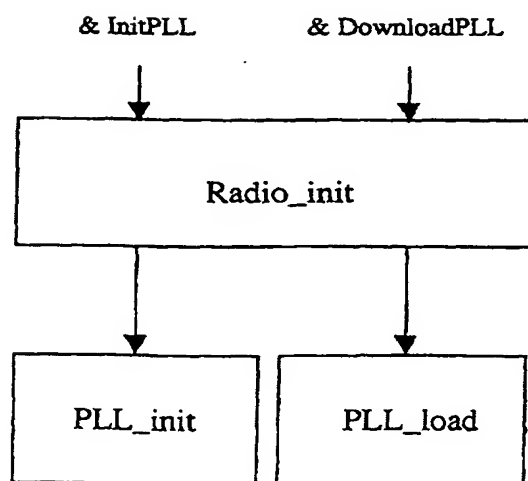 & InitPLL
& DownloadPLL
Radio_init
PLL_init
PLL_load